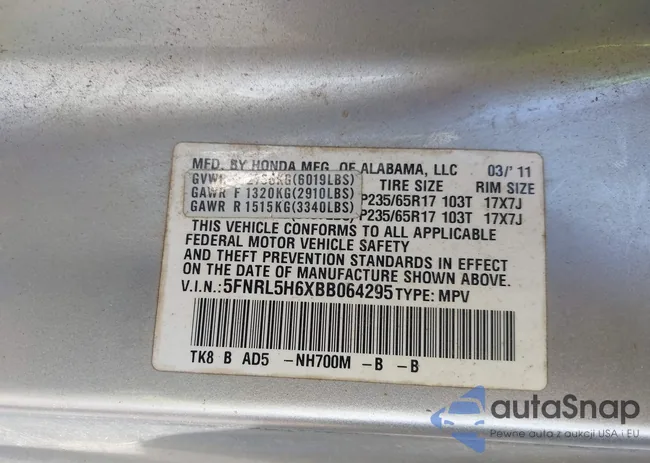 MFD. BY HONDA MFG. OF ALABAMA, LLC 03/'11
(6019LBS) TIRE SIZE RIM SIZE
GAWR F 1320KG(2910LBS) P235/65R17 103T 17X7J
GAWR R 1515KG(3340LBS) P235/65R17 103T 17X7J
THIS VEHICLE CONFORMS TO ALL APPLICABLE
FEDERAL MOTOR VEHICLE SAFETY
AND THEFT PREVENTION STANDARDS IN EFFECT
ON THE DATE OF MANUFACTURE SHOWN ABOVE.
V.I.N.: 5FNRL5H6XBB064295 TYPE: MPV
TK8 B AD5 -NH700M -B -B
autoSnap
Pewne auta z aukcji USA i EU